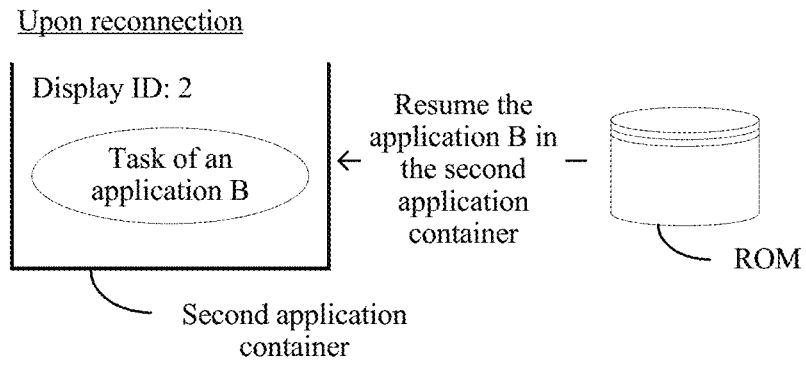 Upon reconnection
Display ID: 2
Task of an
application B
Resume the
application B in
the second
application
container
ROM
Second application
container